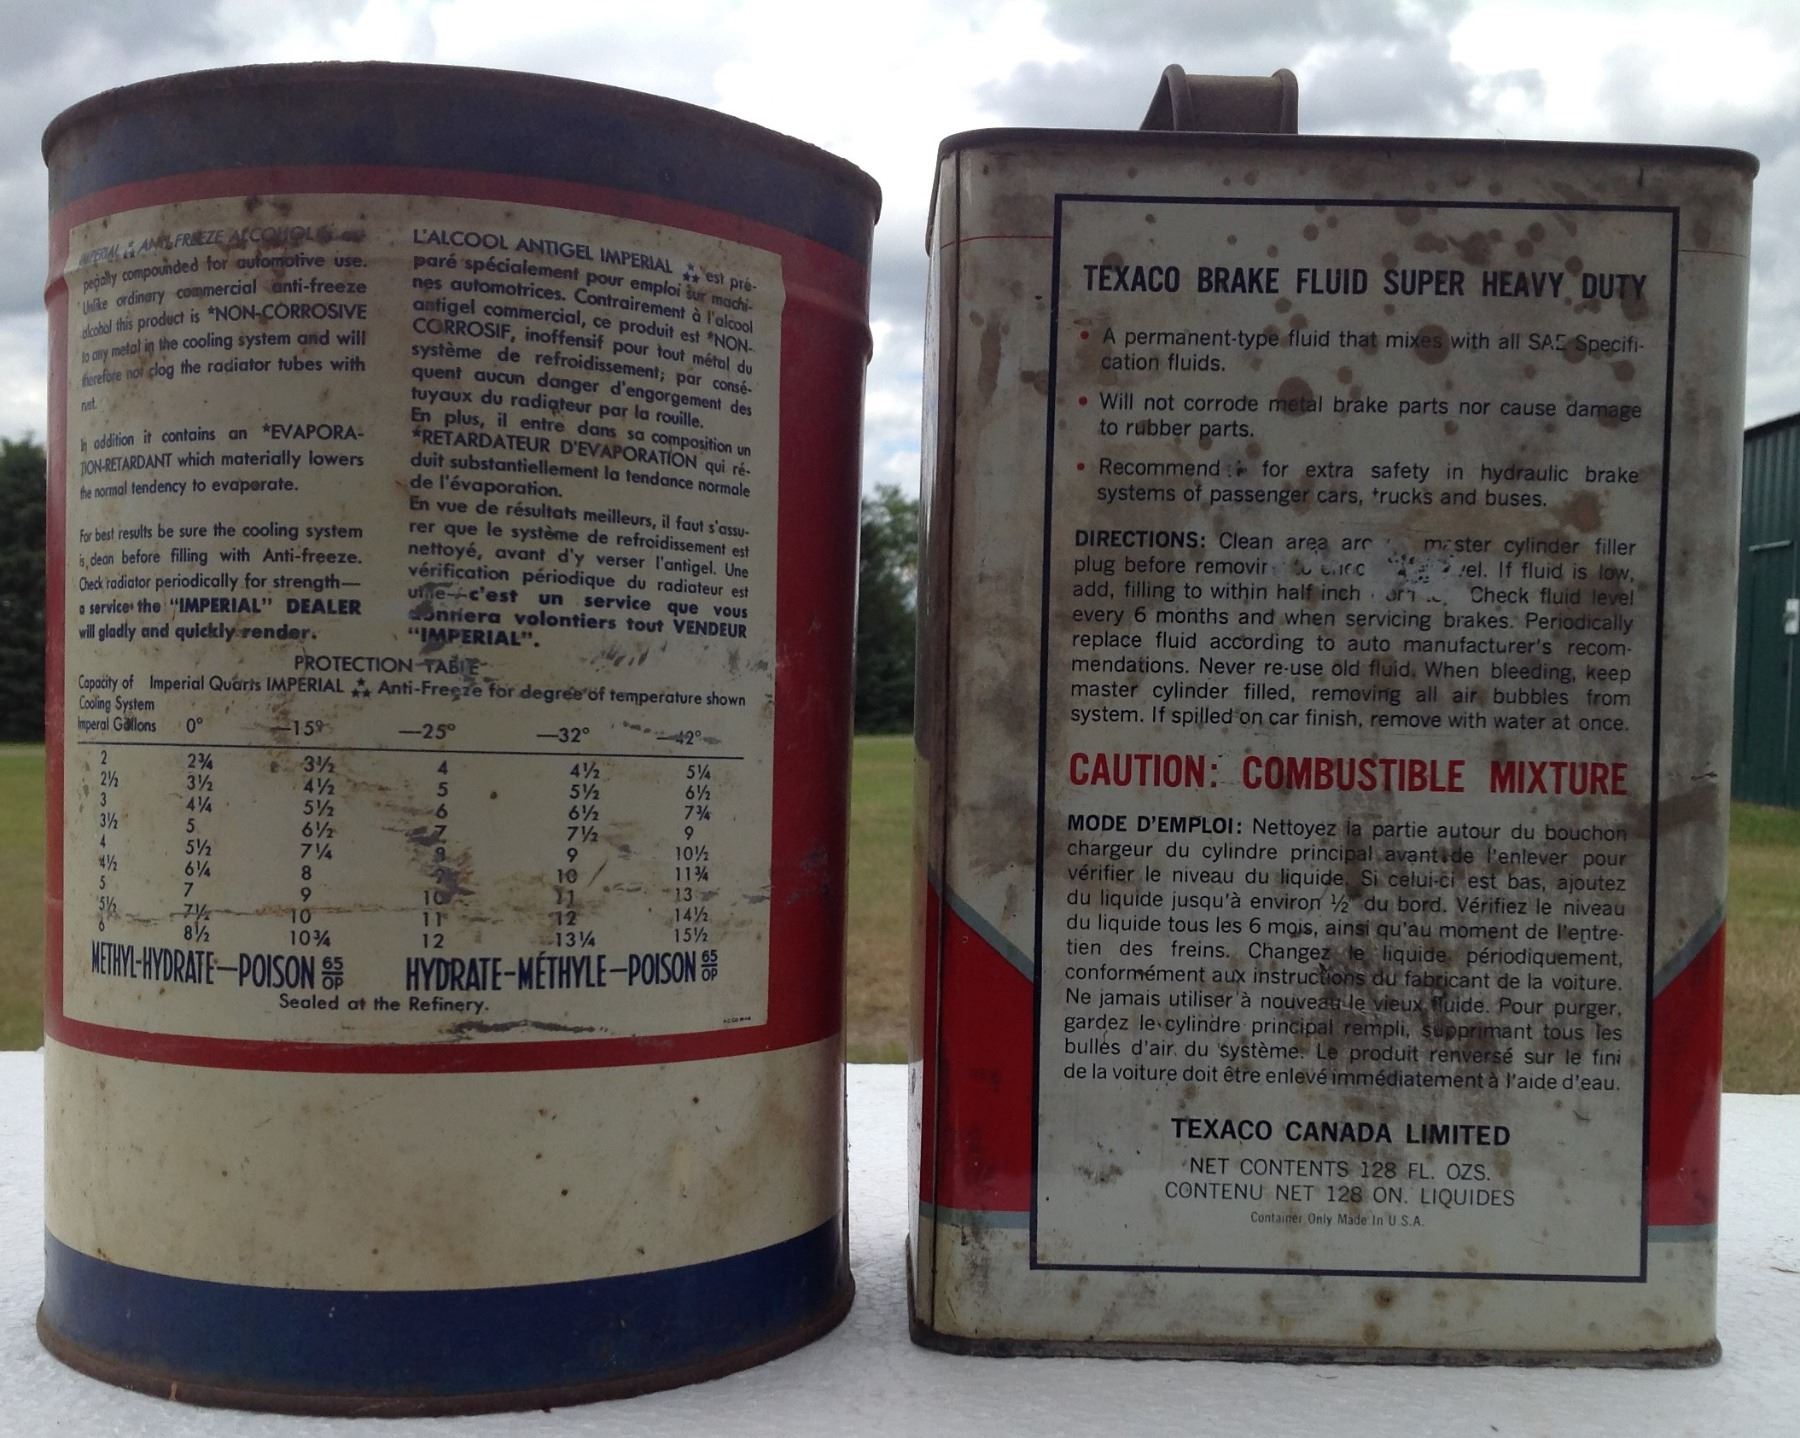 ANTI-FREEZE ALCOHOL is es-
pecially compounded for automotive use.
Unlike ordinary commercial anti-freeze
alcohol this product is *NON-CORROSIVE
to any metal in the cooling system and will
therefore not clog the radiator tubes with
rust.
In addition it contains an *EVAPORA-
TION-RETARDANT which materially lowers
the normal tendency to evaporate.
For best results be sure the cooling system
is clean before filling with Anti-freeze.
Check radiator periodically for strength—
a service the "IMPERIAL" DEALER
will gladly and quickly render.
L'ALCOOL ANTIGEL IMPERIAL est pré-
paré spécialement pour emploi sur machi-
nes automotrices. Contrairement à l'alcool
antigel commercial, ce produit est *NON-
CORROSIF, inoffensif pour tout métal du
système de refroidissement; par consé-
quent aucun danger d'engorgement des
tuyaux du radiateur par la rouille.
En plus, il entre dans sa composition un
*RETARDATEUR D'EVAPORATION qui ré-
duit substantiellement la tendance normale
de l'évaporation.
En vue de résultats meilleurs, il faut s'assu-
rer que le système de refroidissement est
nettoyé, avant d'y verser l'antigel. Une
vérification périodique du radiateur est
utile—c'est un service que vous
donnera volontiers tout VENDEUR
"IMPERIAL".
PROTECTION TABLE
Capacity of Imperial Quarts IMPERIAL Anti-Freeze for degree of temperature shown
Cooling System
Imperal Gallons 0° —15° —25° —32° —42°
2 2¾ 3½ 4 4½ 5¼
2½ 3½ 4½ 5 5½ 6½
3 4¼ 5½ 6 6½ 7¾
3½ 5 6½ 7 7½ 9
4 5½ 7¼ 8 9 10½
4½ 6¼ 8 9 10 11¾
5 7 9 10 11 13
5½ 7½ 10 11 12 14½
6 8½ 10¾ 12 13¼ 15½
METHYL-HYDRATE—POISON 65 OP HYDRATE-MÉTHYLE—POISON 65 OP
Sealed at the Refinery.
TEXACO BRAKE FLUID SUPER HEAVY DUTY
• A permanent-type fluid that mixes with all SAE Specifi-
cation fluids.
• Will not corrode metal brake parts nor cause damage
to rubber parts.
• Recommend for extra safety in hydraulic brake
systems of passenger cars, trucks and buses.
DIRECTIONS: Clean area master cylinder filler
plug before If fluid is low,
add, filling to within half inch Check fluid level
every 6 months and when servicing brakes. Periodically
replace fluid according to auto manufacturer's recom-
mendations. Never re-use old fluid. When bleeding, keep
master cylinder filled, removing all air bubbles from
system. If spilled on car finish, remove with water at once.
CAUTION: COMBUSTIBLE MIXTURE
MODE D'EMPLOI: Nettoyez la partie autour du bouchon
chargeur du cylindre principal avant de l'enlever pour
vérifier le niveau du liquide. Si celui-ci est bas, ajoutez
du liquide jusqu'à environ ½" du bord. Vérifiez le niveau
du liquide tous les 6 mois, ainsi qu'au moment de l'entre-
tien des freins. Changez le liquide périodiquement,
conformément aux instructions du fabricant de la voiture.
Ne jamais utiliser à nouveau le vieux fluide. Pour purger,
gardez le cylindre principal rempli, supprimant tous les
bulles d'air du système. Le produit renversé sur le fini
de la voiture doit être enlevé immédiatement à l'aide d'eau.
TEXACO CANADA LIMITED
NET CONTENTS 128 FL. OZS.
CONTENU NET 128 ON. LIQUIDES
Container Only Made In U.S.A.